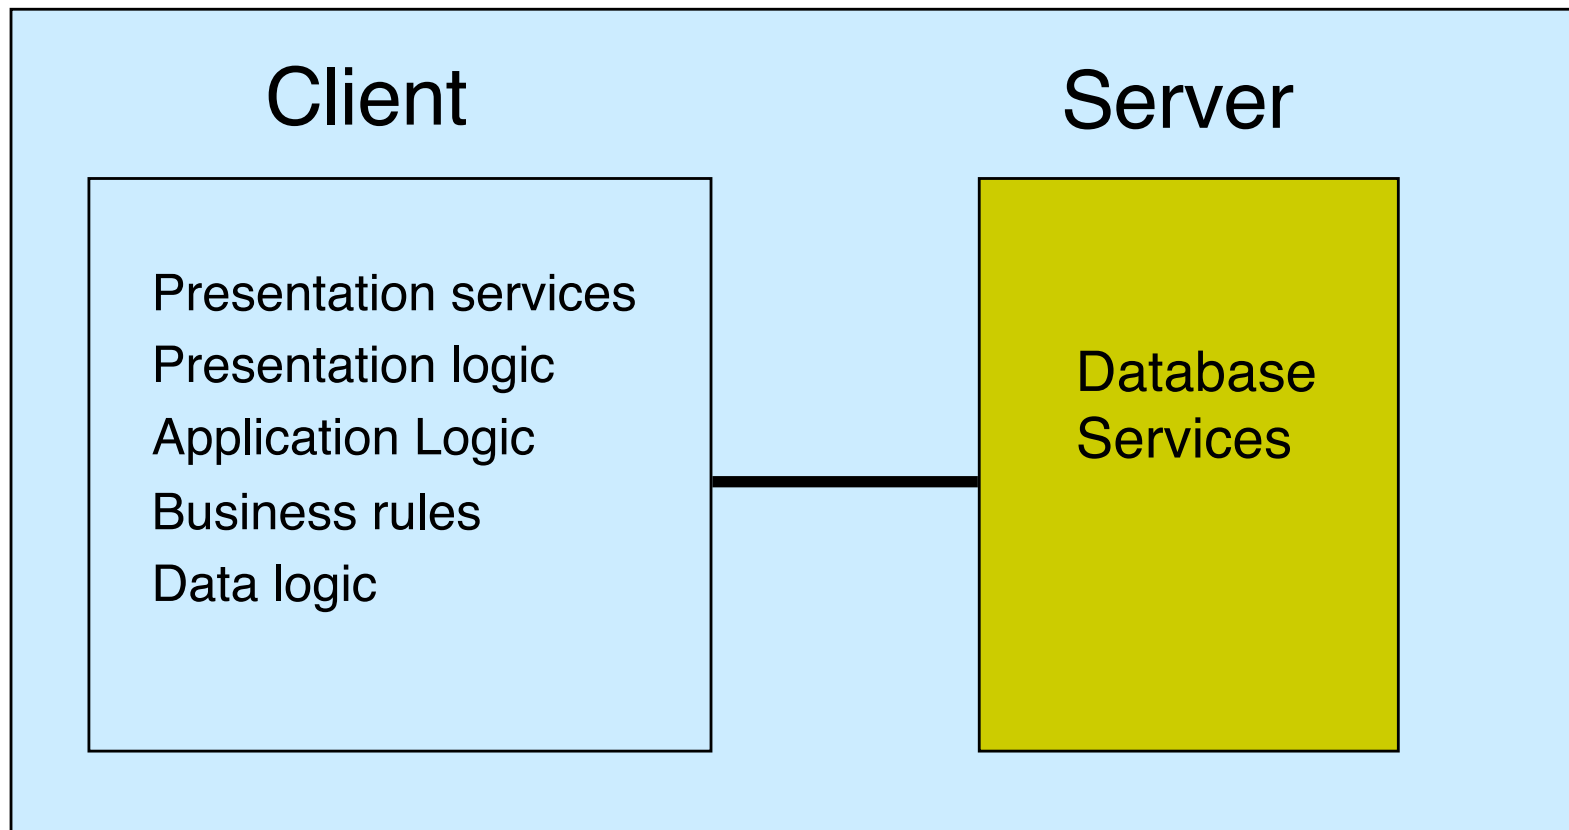 Client
Server
Presentation services
Presentation logic
Application Logic
Business rules
Data logic
Database
Services